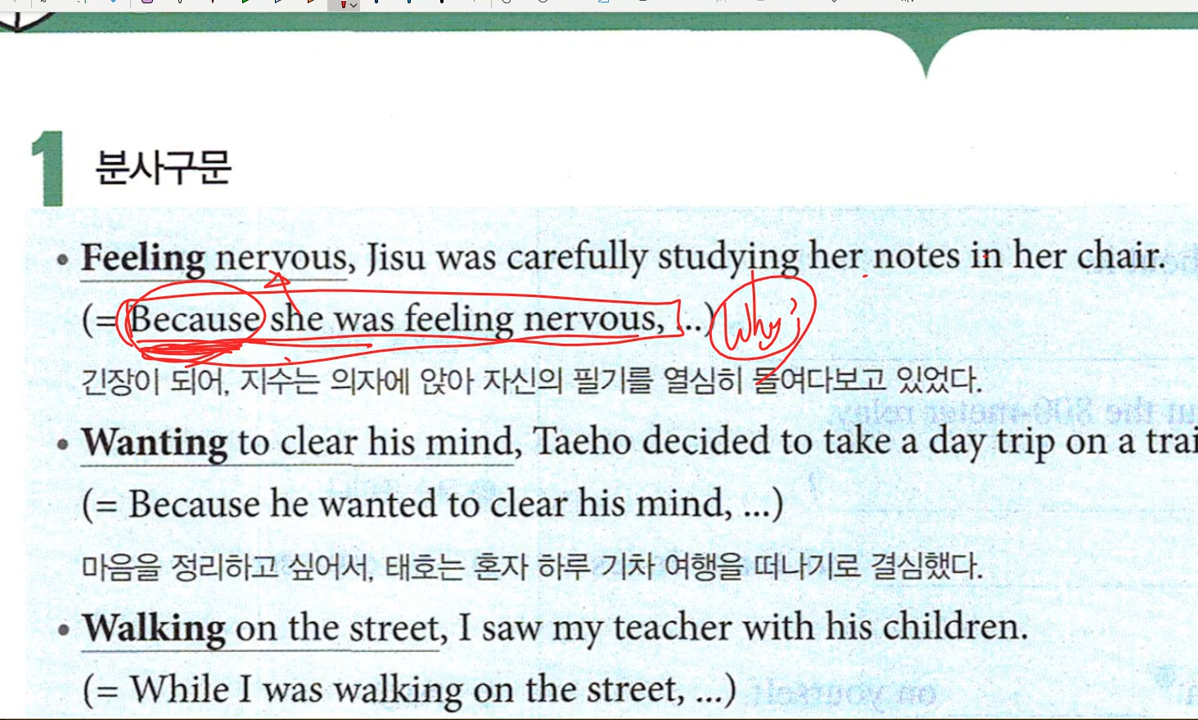 1 분사구문
• Feeling nervous, Jisu was carefully studying her notes in her chair.
(= Because she was feeling nervous, ...) Why?
긴장이 되어, 지수는 의자에 앉아 자신의 필기를 열심히 들여다보고 있었다.
• Wanting to clear his mind, Taeho decided to take a day trip on a trai
(= Because he wanted to clear his mind, ...)
마음을 정리하고 싶어서, 태호는 혼자 하루 기차 여행을 떠나기로 결심했다.
• Walking on the street, I saw my teacher with his children.
(= While I was walking on the street, ...)